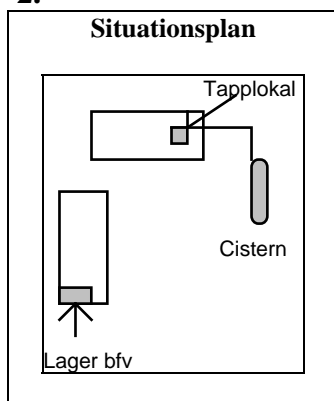 2.
Situationsplan
Tapplokal
Cistern
Lager bfv